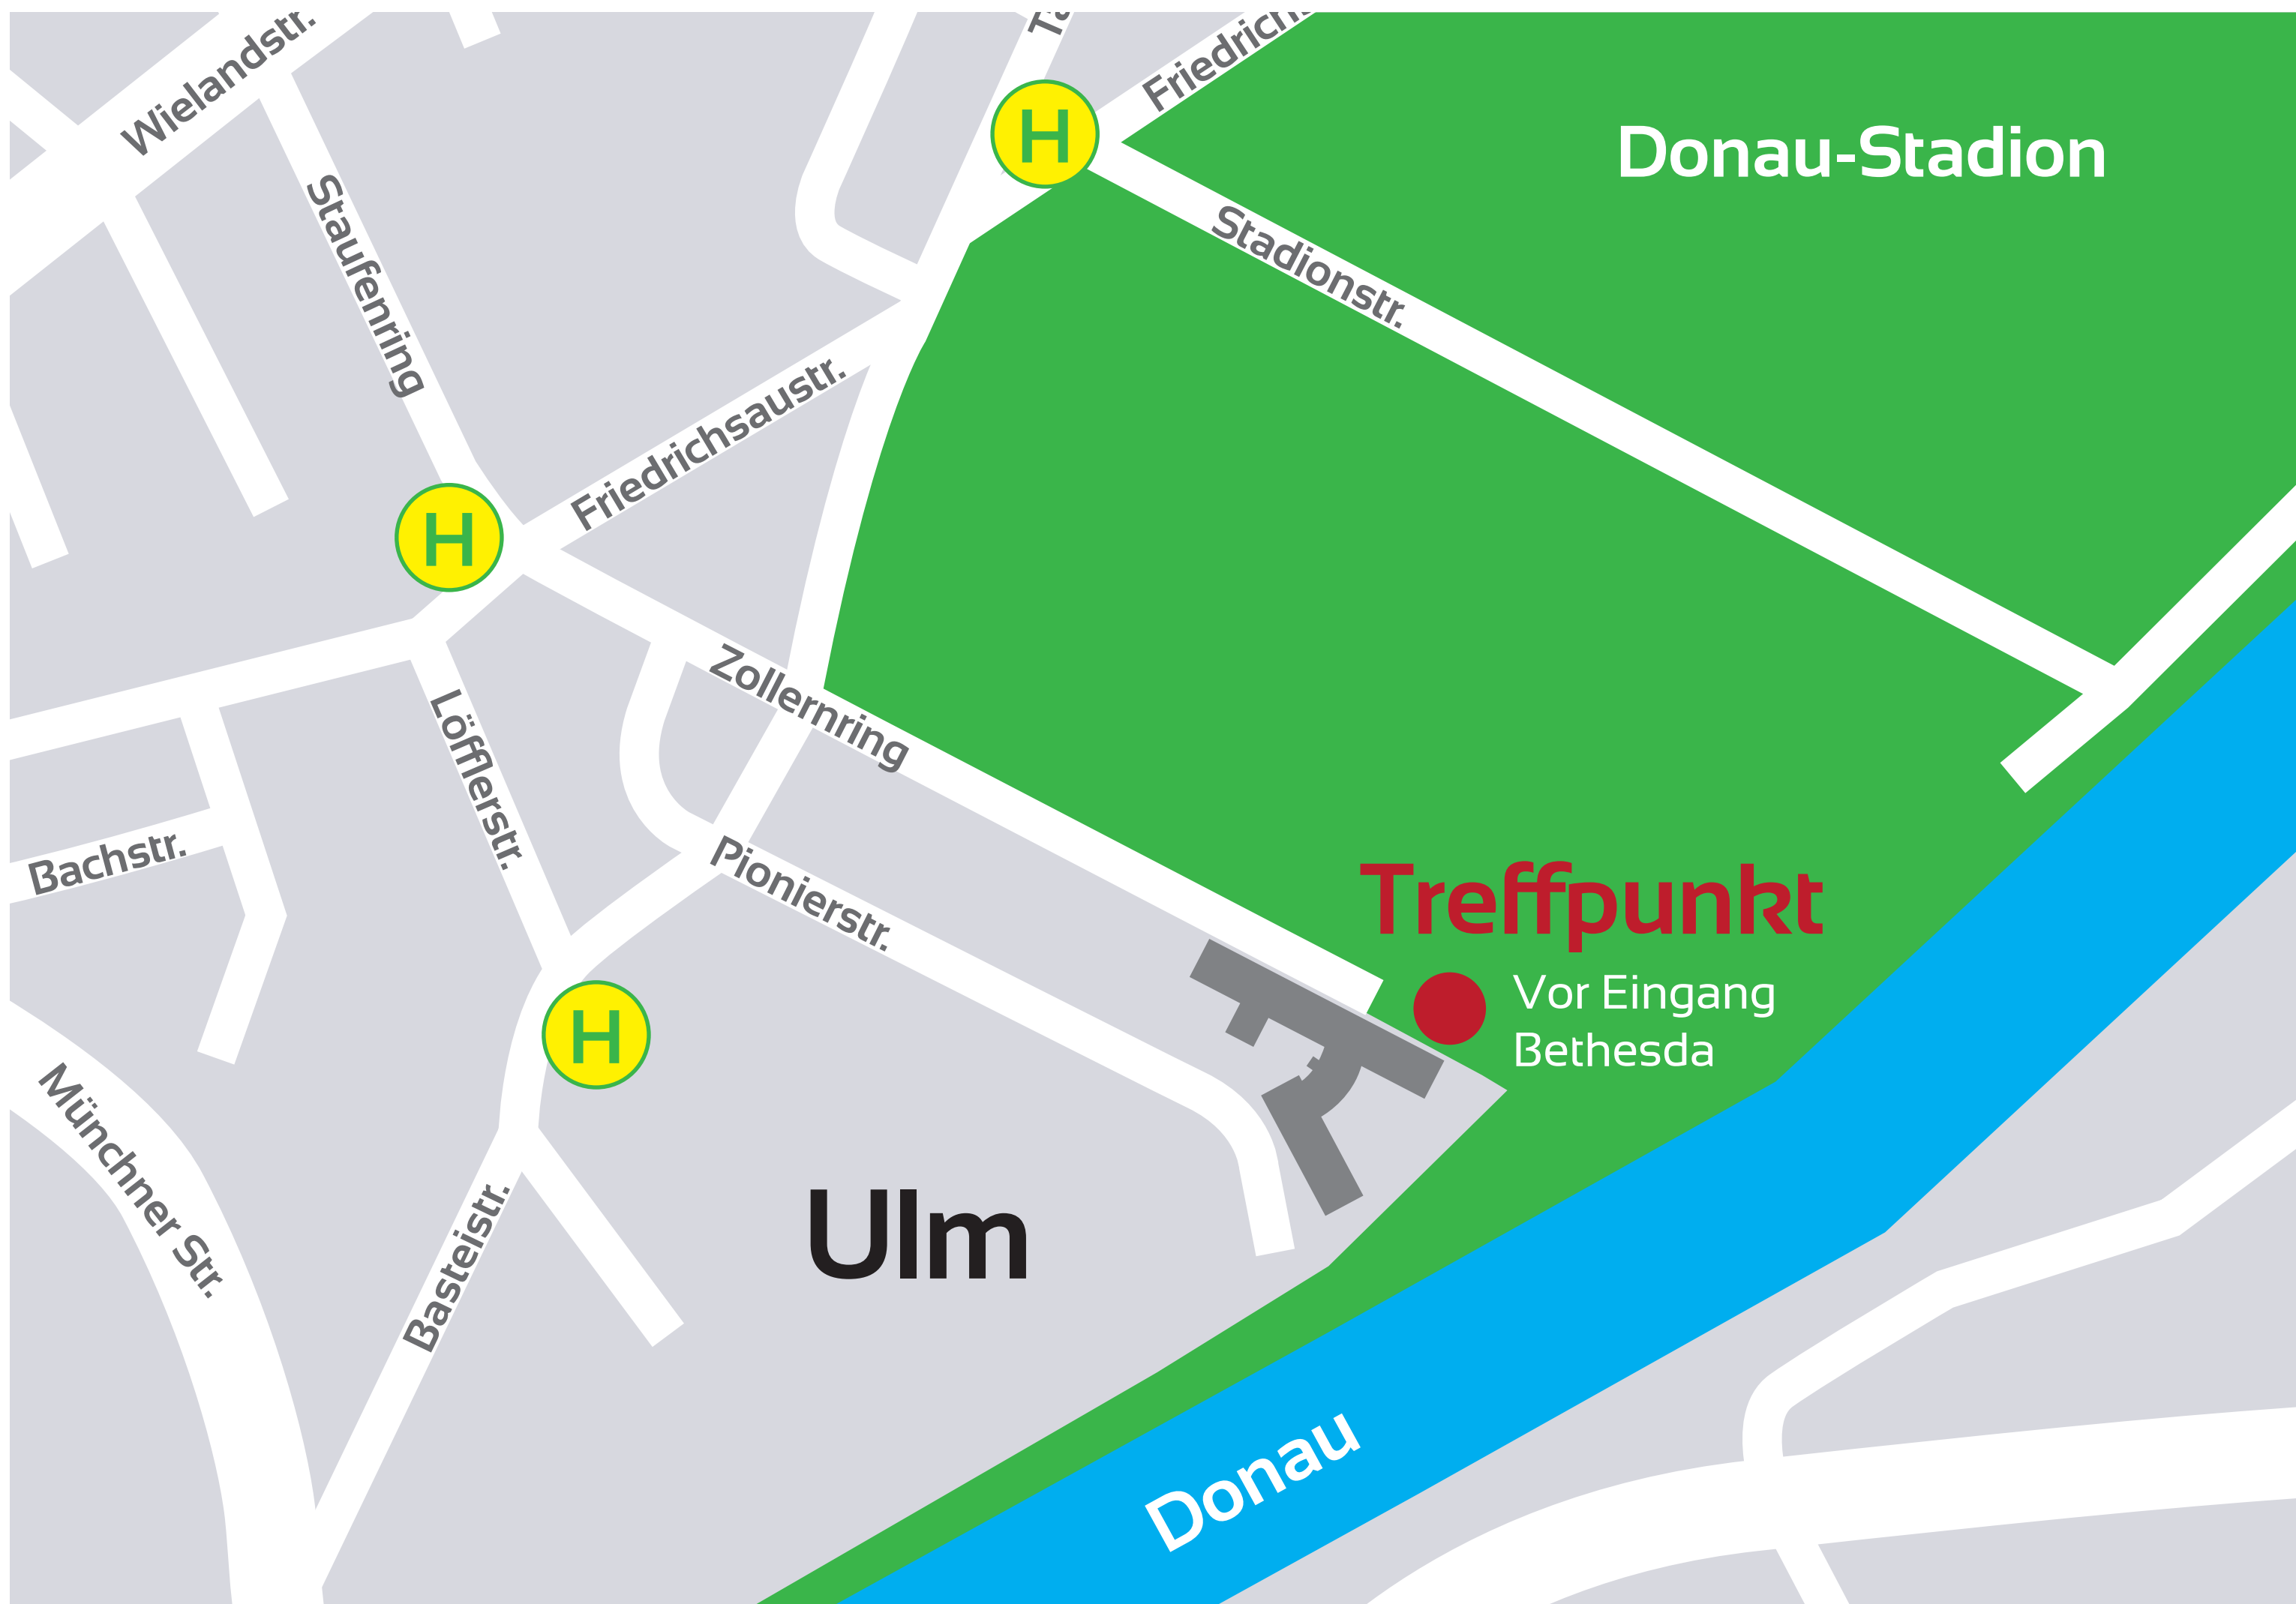 Wielandstr.
Friedrich
Donau-Stadion
H
Staufenring
Stadionstr.
Friedrichsaustr.
H
Zollernring
Löfflerstr.
Bachstr.
Pionierstr.
Treffpunkt
Vor Eingang
Bethesda
H
Münchner Str.
Basteistr.
Ulm
Donau